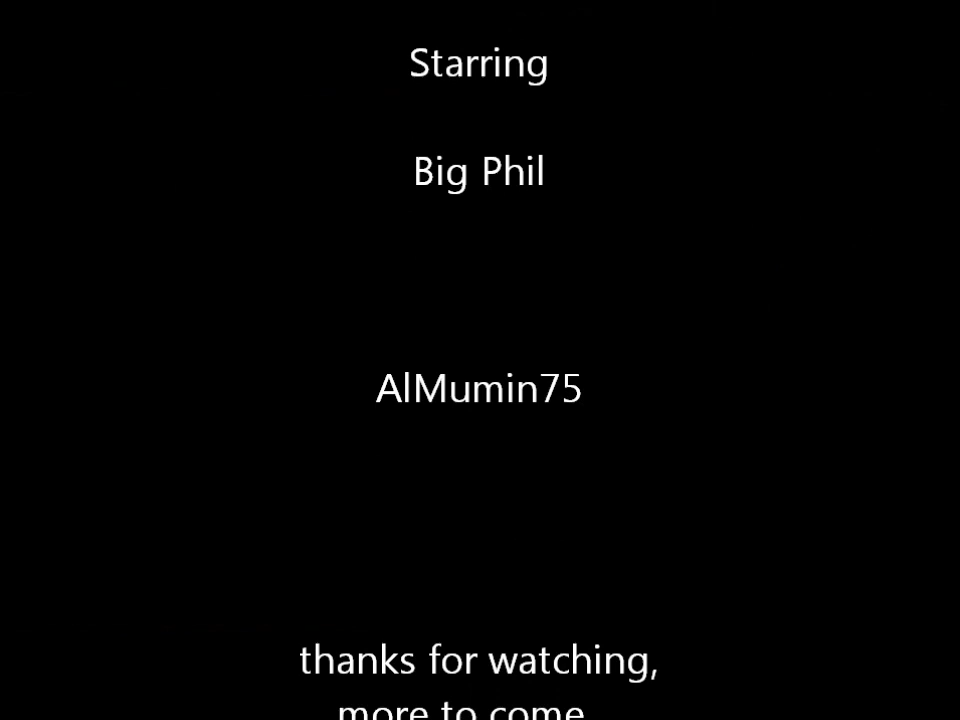 Starring
Big Phil
AlMumin75
thanks for watching,
more to come